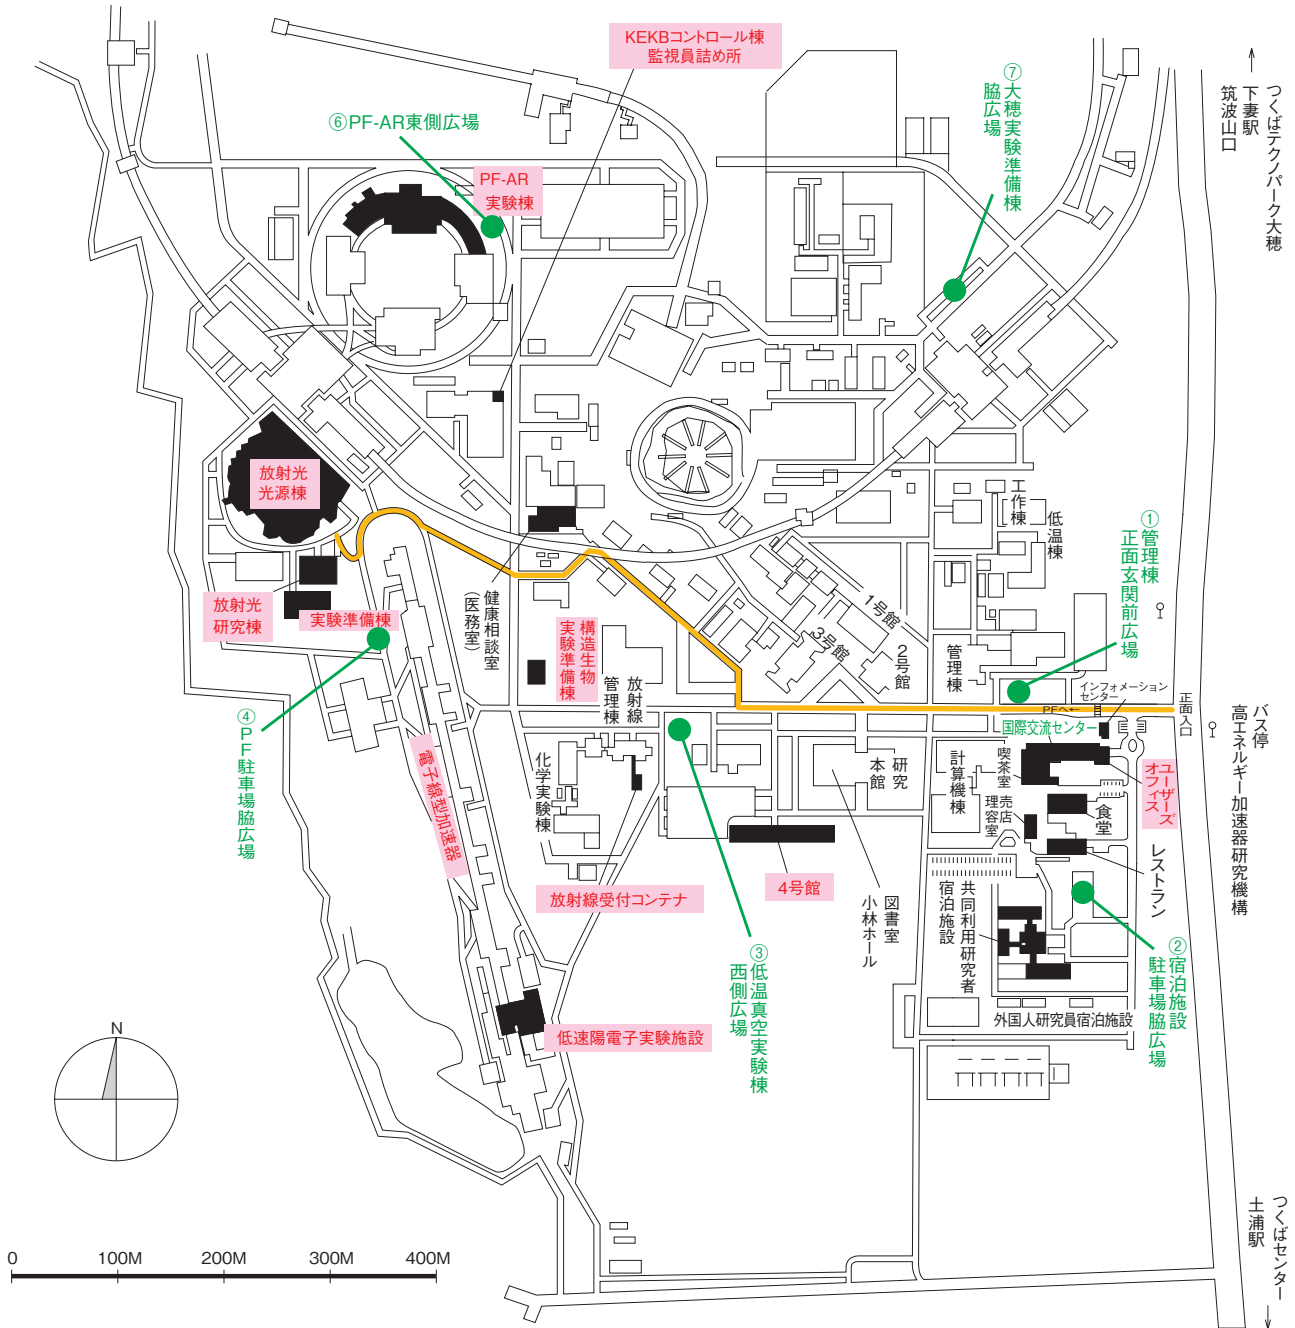 KEKBコントロール棟
監視員詰め所
⑦大穂実験準備棟
脇広場
つくばテクノパーク大穂
下妻駅
筑波山口
⑥PF-AR東側広場
PF-AR
実験棟
放射光
光源棟
工作棟
低温棟
①管理棟
正面玄関前広場
放射光
研究棟
実験準備棟
健康相談室
(医務室)
構造生物
実験準備棟
放射線
管理棟
1号館
3号館
2号館
管理棟
インフォメーション
センター
PFへ←
正面入口
バス停
高エネルギー加速器研究機構
国際交流センター
④PF駐車場脇広場
電子線型加速器
化学実験棟
研究
本館
計算機棟
喫茶室
売店
理容室
食堂
ユーザーズ
オフィス
レストラン
4号館
放射線受付コンテナ
図書室
小林ホール
共同利用研究者
宿泊施設
③低温真空実験棟
西側広場
②宿泊施設
駐車場脇広場
外国人研究員宿泊施設
低速陽電子実験施設
N
0 100M 200M 300M 400M
つくばセンター
土浦駅